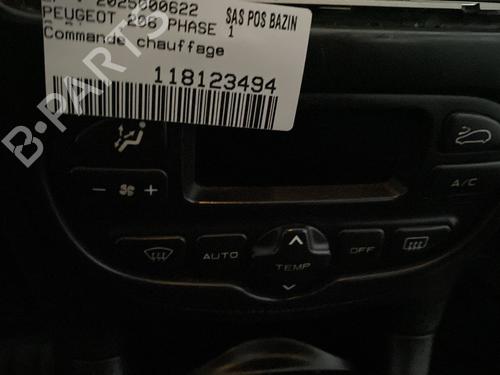 2025000622
PEUGEOT 206 PHASE 1
SAS POS BAZIN
Commande chauffage
118123494
B-PARTS
A/C
- +
AUTO
TEMP
OFF